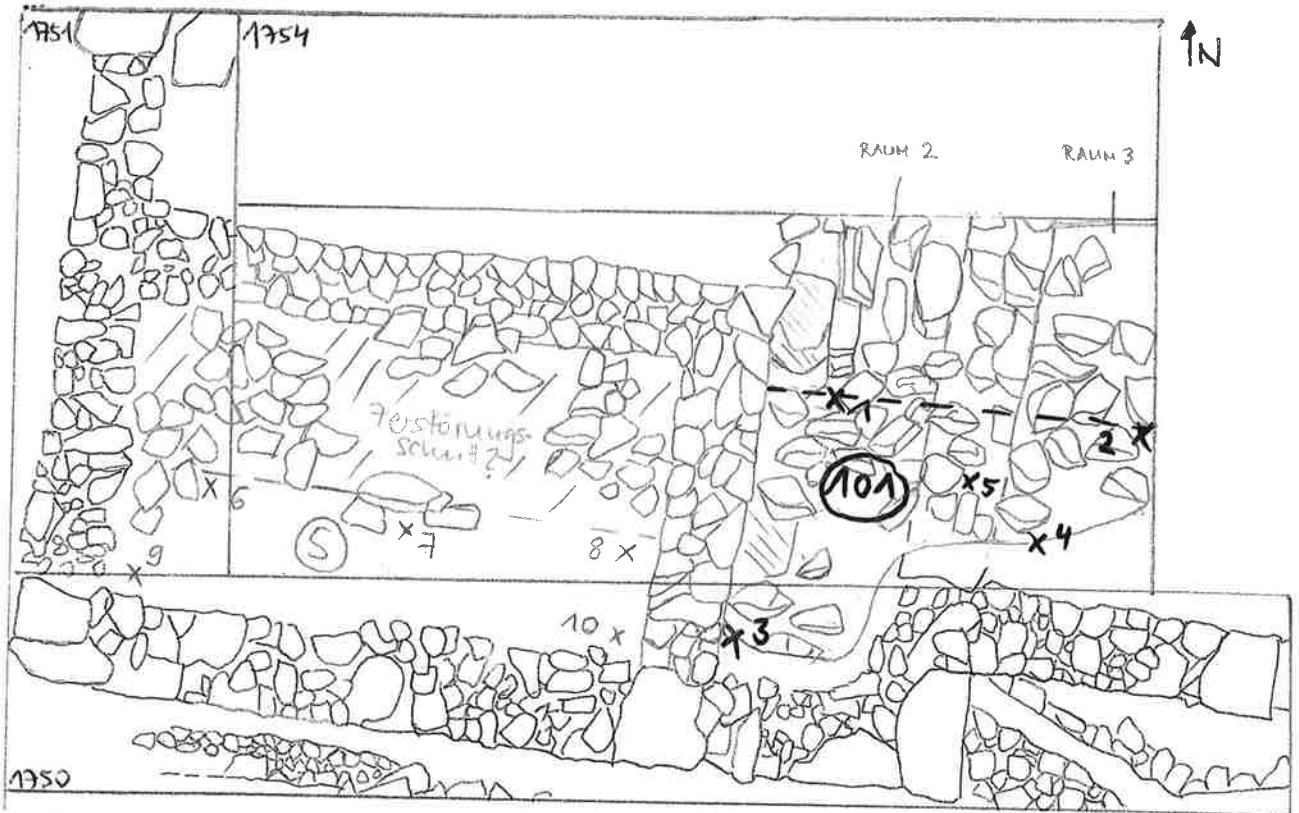 1751
1754
↑N
RAUM 2
RAUM 3
Zerstörungs-
schutt?
x 1
2 x
101
x 5
x 4
x 6
x 7
5
8 x
9
x
10 x
x 3
1750